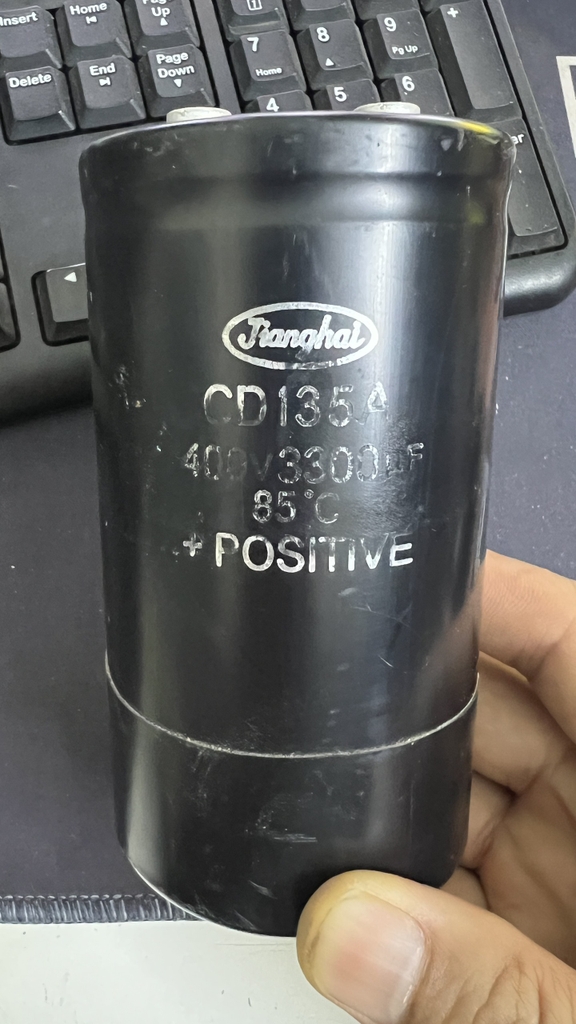 Insert
Home
Pag
Up
Delete
End
Page
Down
7
Home
8
9
Pg Up
+
4
5
6
Jianghai
CD135A
400V3300μF
85°C
+ POSITIVE